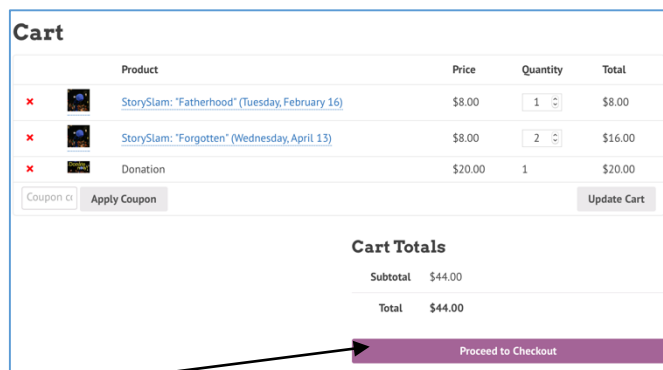 Cart
Product Price Quantity Total
× StorySlam: "Fatherhood" (Tuesday, February 16) $8.00 1 $8.00
× StorySlam: "Forgotten" (Wednesday, April 13) $8.00 2 $16.00
× Donation $20.00 1 $20.00
Coupon Apply Coupon Update Cart
Cart Totals
Subtotal $44.00
Total $44.00
Proceed to Checkout